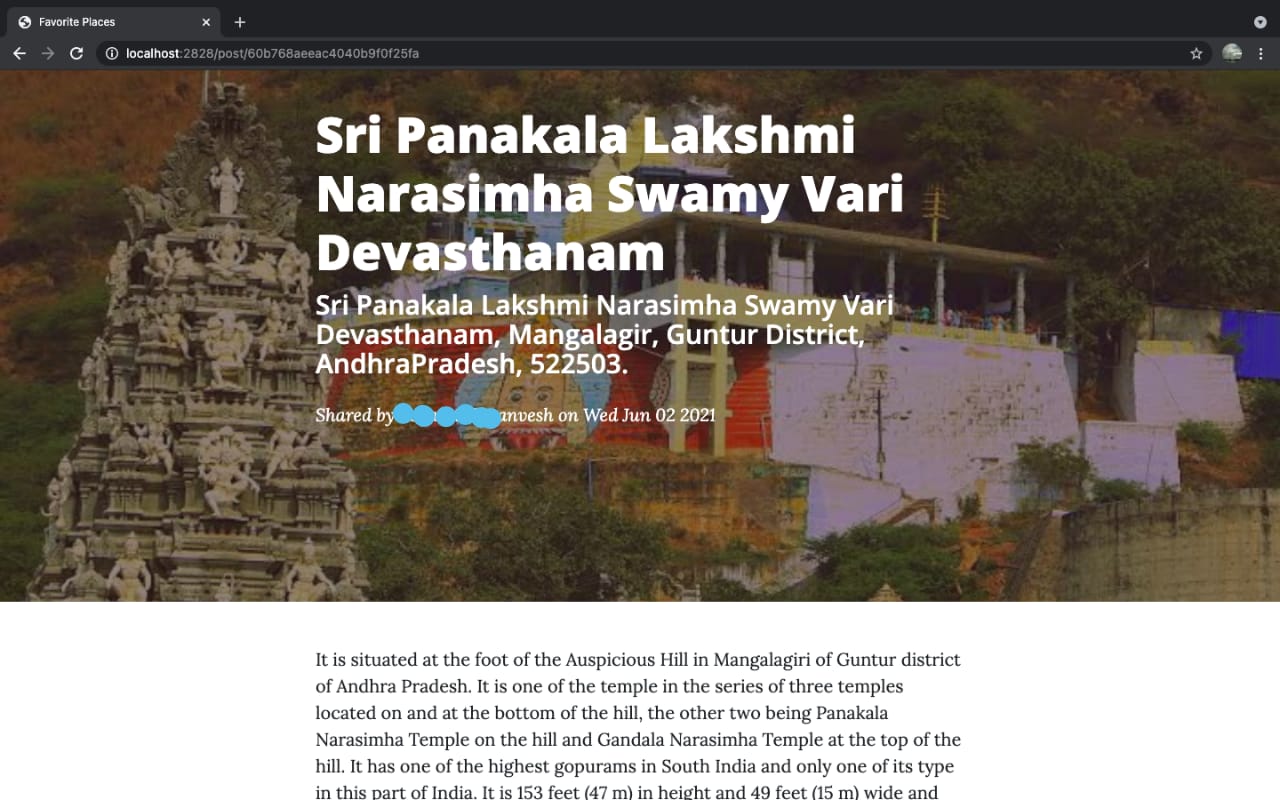 Favorite Places
localhost:2828/post/60b768aeeac4040b9f0f25fa
Sri Panakala Lakshmi
Narasimha Swamy Vari
Devasthanam
Sri Panakala Lakshmi Narasimha Swamy Vari
Devasthanam, Mangalagir, Guntur District,
AndhraPradesh, 522503.
Shared by anvesh on Wed Jun 02 2021
It is situated at the foot of the Auspicious Hill in Mangalagiri of Guntur district
of Andhra Pradesh. It is one of the temple in the series of three temples
located on and at the bottom of the hill, the other two being Panakala
Narasimha Temple on the hill and Gandala Narasimha Temple at the top of the
hill. It has one of the highest gopurams in South India and only one of its type
in this part of India. It is 153 feet (47 m) in height and 49 feet (15 m) wide and